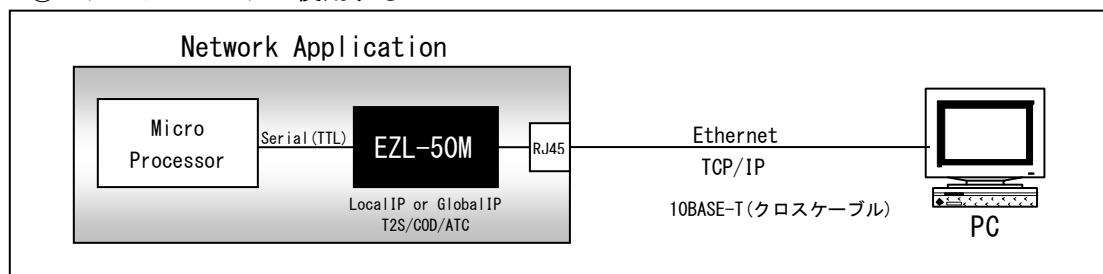 Network Application
Micro
Processor
Serial(TTL)
EZL-50M
RJ45
LocalIP or GlobalIP
T2S/COD/ATC
Ethernet
TCP/IP
10BASE-T(クロスケーブル)
PC